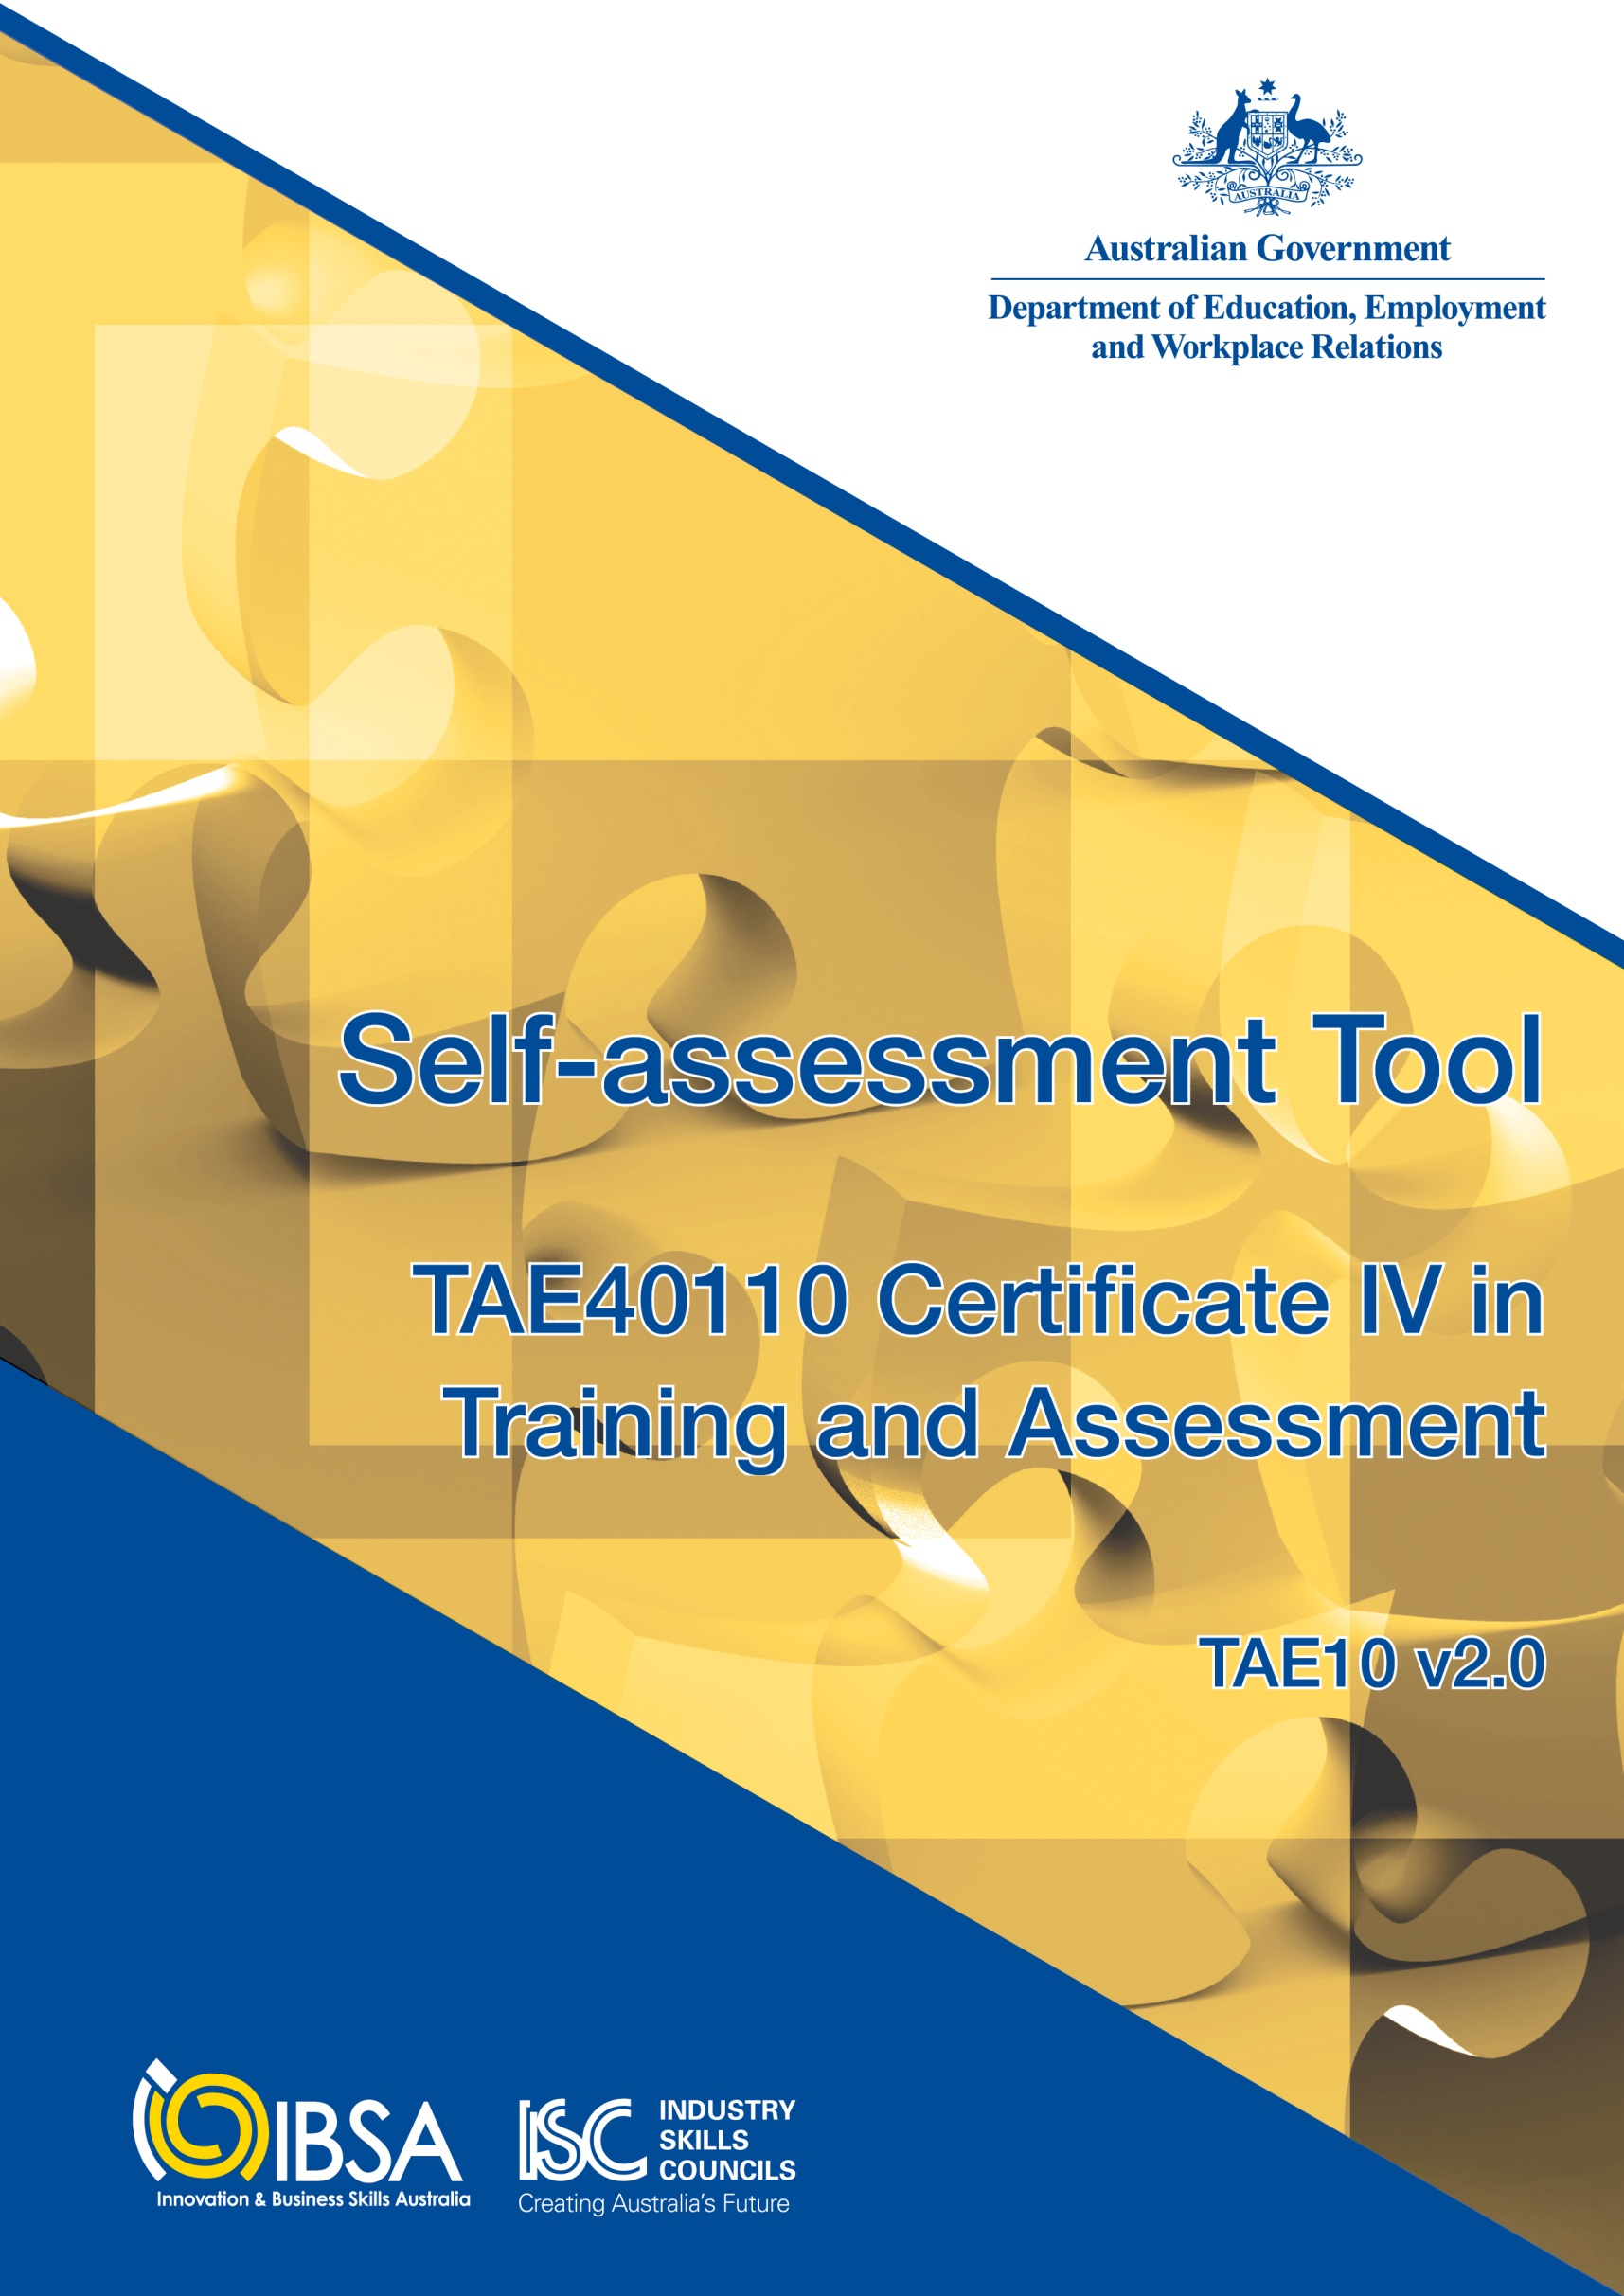 AUSTRALIA
Australian Government
Department of Education, Employment
and Workplace Relations
Self-assessment Tool
TAE40110 Certificate IV in
Training and Assessment
TAE10 v2.0
IBSA
Innovation & Business Skills Australia
ISC
INDUSTRY
SKILLS
COUNCILS
Creating Australia's Future